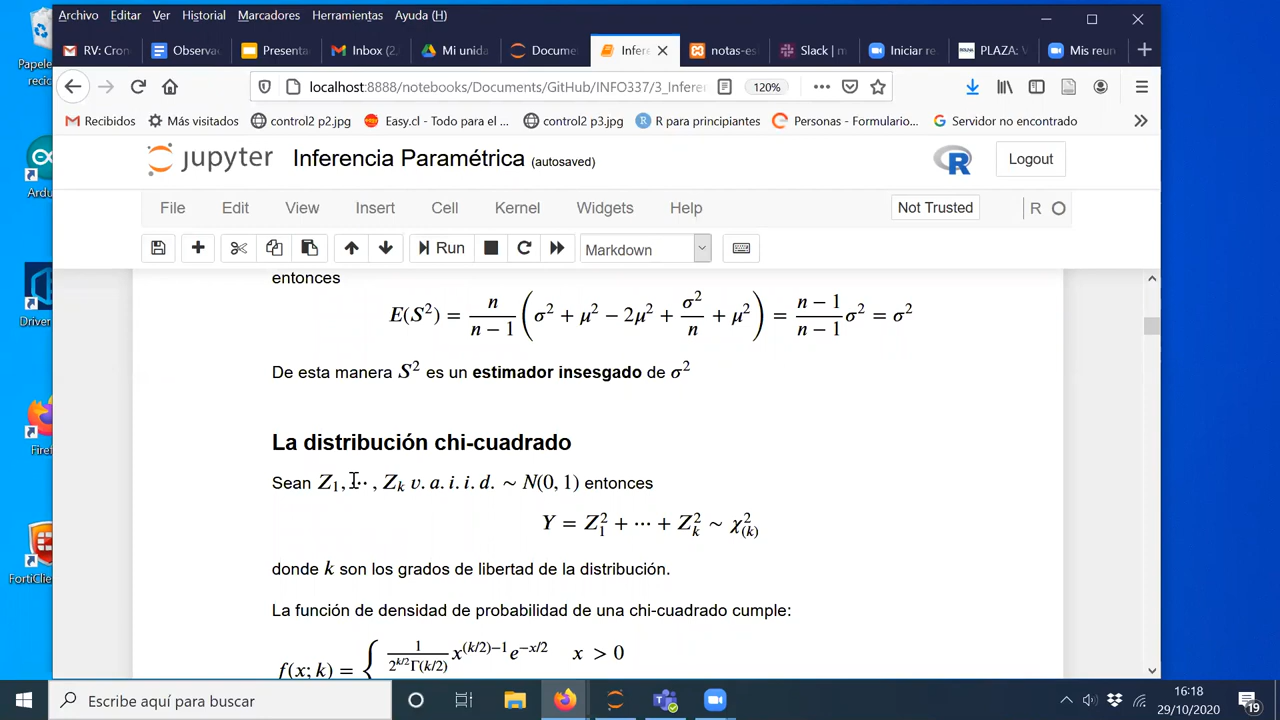 Archivo Editar Ver Historial Marcadores Herramientas Ayuda (H)
Papele
recic
RV: Cron
Observac
Presenta
Inbox (2,
Mi unida
Docume
Infere
notas-es
Slack | m
Iniciar re
PLAZA: V
Mis reun
localhost:8888/notebooks/Documents/GitHub/INFO337/3_Inferen
120%
Recibidos Más visitados control2 p2.jpg Easy.cl - Todo para el ... control2 p3.jpg R para principiantes Personas - Formulario... Servidor no encontrado
Ardu
jupyter Inferencia Paramétrica (autosaved) Logout
File Edit View Insert Cell Kernel Widgets Help Not Trusted R
Run Markdown
Driver
Firef
FortiClie
entonces
E(S²) = n/(n − 1) (σ² + μ² − 2μ² + σ²/n + μ²) = (n − 1)/(n − 1) σ² = σ²
De esta manera S² es un estimador insesgado de σ²
La distribución chi-cuadrado
Sean Z₁, ⋯ , Zₖ v. a. i. i. d. ∼ N(0, 1) entonces
Y = Z₁² + ⋯ + Zₖ² ∼ χ²₍ₖ₎
donde k son los grados de libertad de la distribución.
La función de densidad de probabilidad de una chi-cuadrado cumple:
f(x; k) = { 1/(2^{k/2}Γ(k/2)) x^{(k/2)−1} e^{−x/2} x > 0
Escribe aquí para buscar
16:18
29/10/2020
19